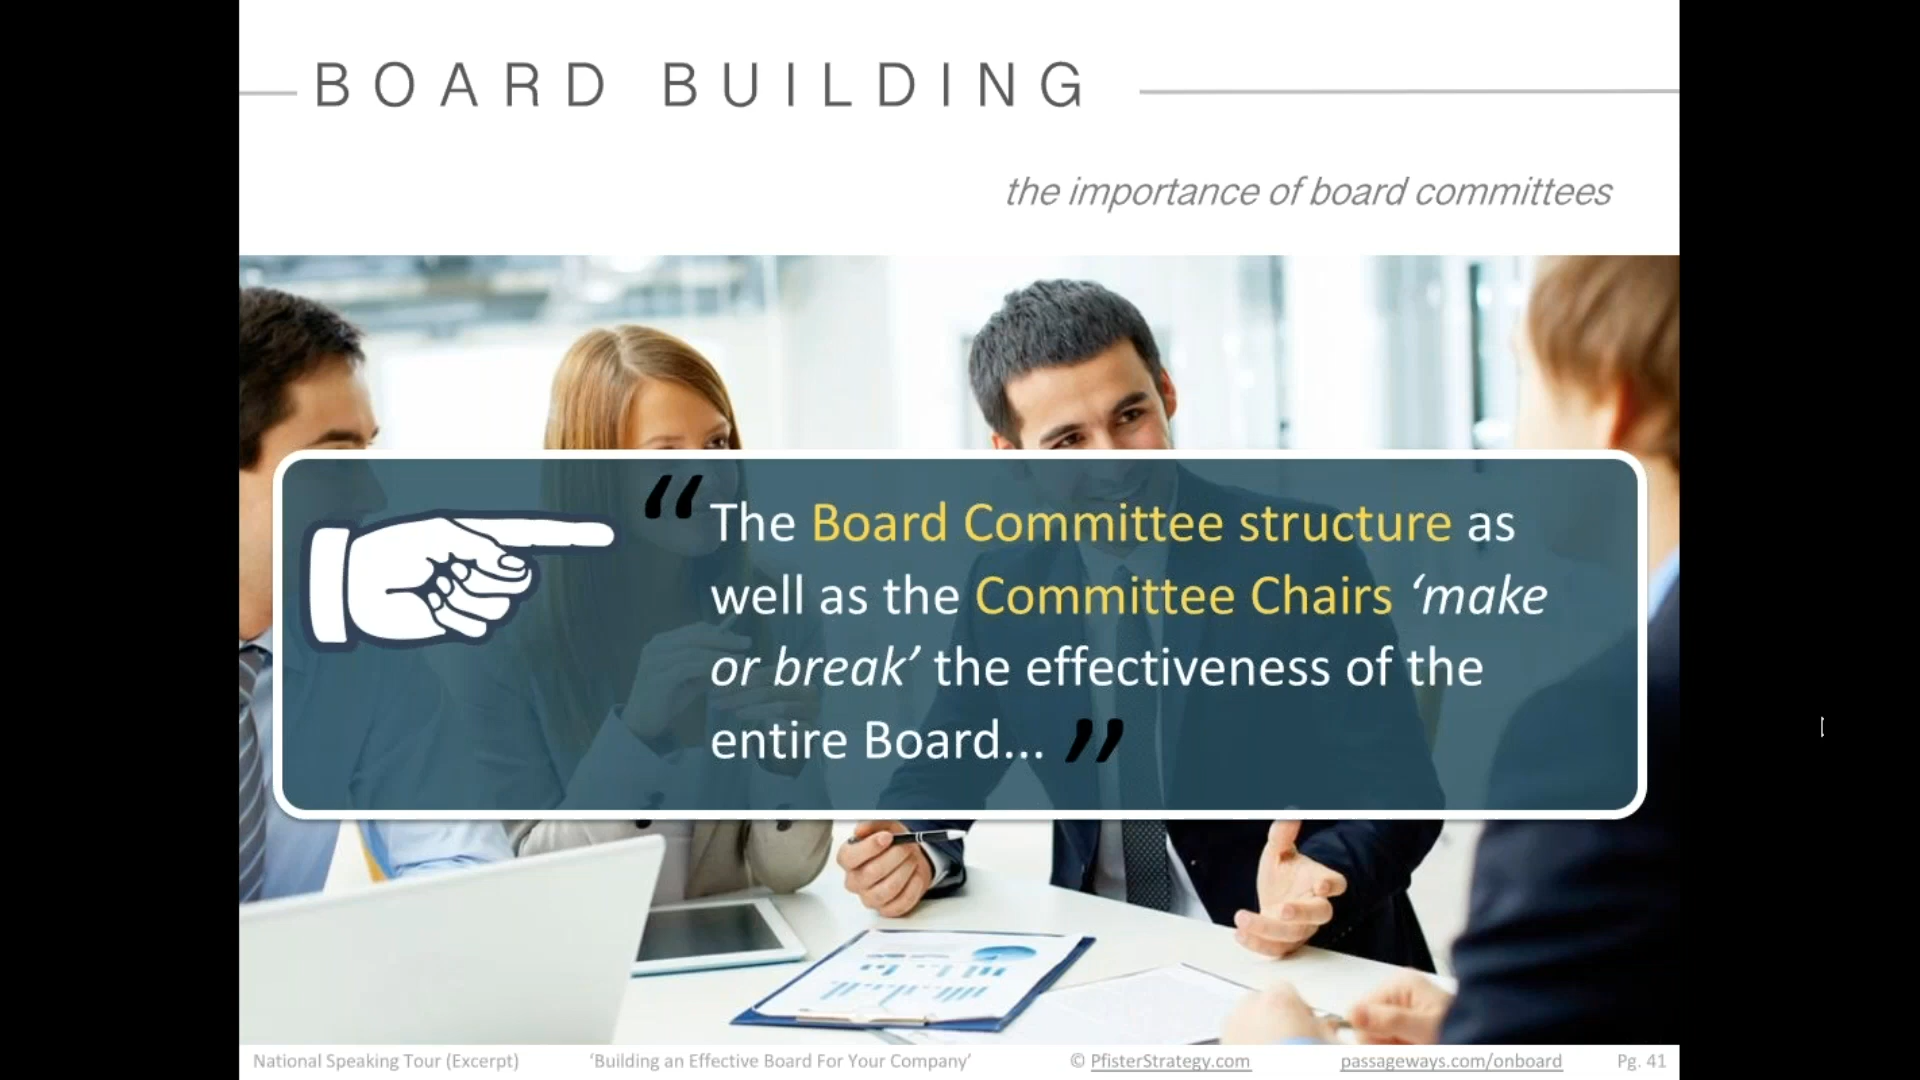 BOARD BUILDING
the importance of board committees
“The Board Committee structure as
well as the Committee Chairs ‘make
or break’ the effectiveness of the
entire Board...”
National Speaking Tour (Excerpt) ‘Building an Effective Board For Your Company’ © PfisterStrategy.com passageways.com/onboard Pg. 41